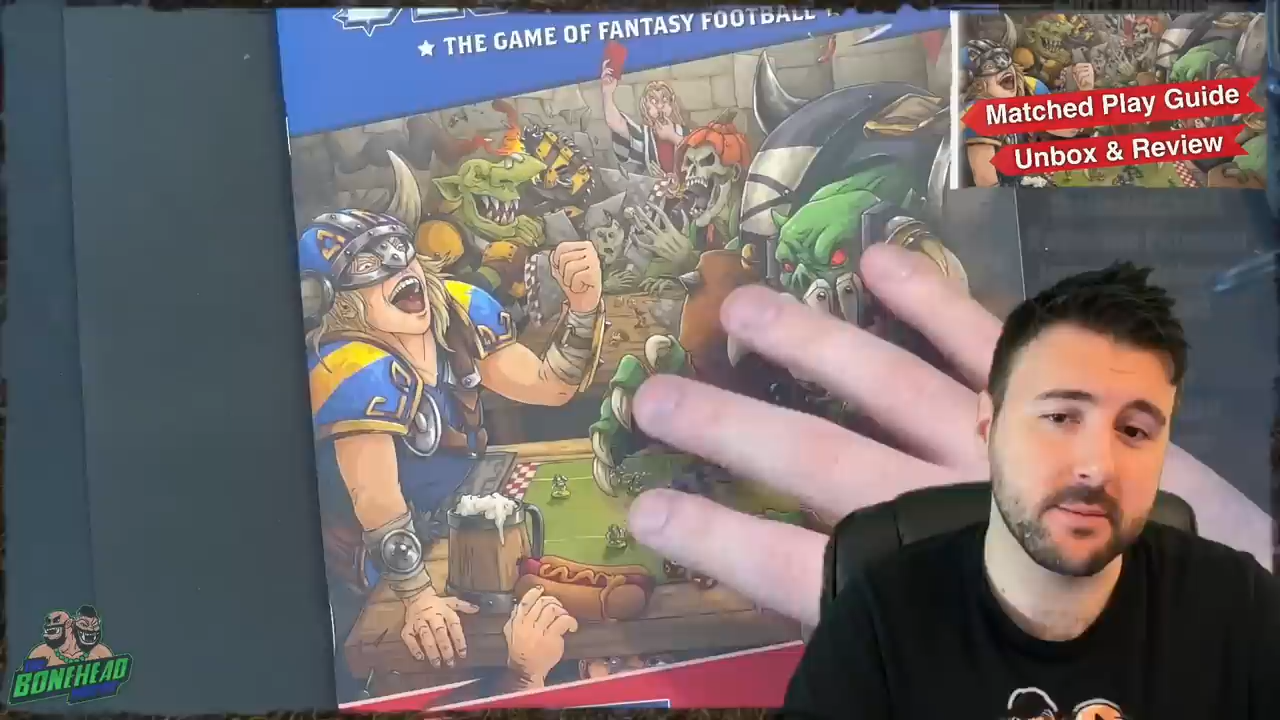 ★ THE GAME OF FANTASY FOOTBALL
Matched Play Guide
Unbox & Review
BONEHEAD